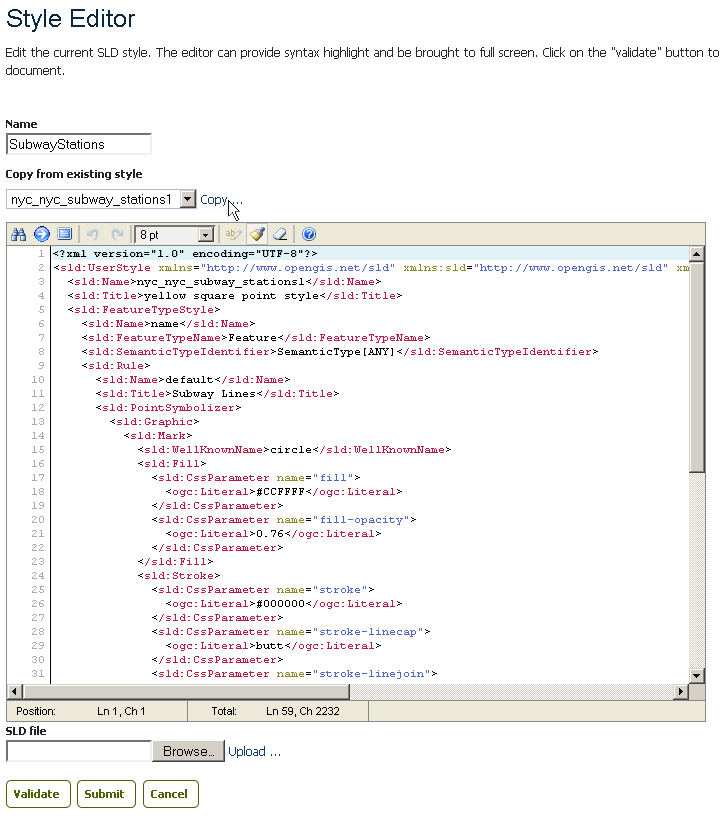 Style Editor
Edit the current SLD style. The editor can provide syntax highlight and be brought to full screen. Click on the "validate" button to
document.
Name
SubwayStations
Copy from existing style
nyc_nyc_subway_stations1 Copy ...
8 pt
1 <?xml version="1.0" encoding="UTF-8"?>
2 <sld:UserStyle xmlns="http://www.opengis.net/sld" xmlns:sld="http://www.opengis.net/sld" xm
3 <sld:Name>nyc_nyc_subway_stations1</sld:Name>
4 <sld:Title>yellow square point style</sld:Title>
5 <sld:FeatureTypeStyle>
6 <sld:Name>name</sld:Name>
7 <sld:FeatureTypeName>Feature</sld:FeatureTypeName>
8 <sld:SemanticTypeIdentifier>SemanticType[ANY]</sld:SemanticTypeIdentifier>
9 <sld:Rule>
10 <sld:Name>default</sld:Name>
11 <sld:Title>Subway Lines</sld:Title>
12 <sld:PointSymbolizer>
13 <sld:Graphic>
14 <sld:Mark>
15 <sld:WellKnownName>circle</sld:WellKnownName>
16 <sld:Fill>
17 <sld:CssParameter name="fill">
18 <ogc:Literal>#CCFFFF</ogc:Literal>
19 </sld:CssParameter>
20 <sld:CssParameter name="fill-opacity">
21 <ogc:Literal>0.76</ogc:Literal>
22 </sld:CssParameter>
23 </sld:Fill>
24 <sld:Stroke>
25 <sld:CssParameter name="stroke">
26 <ogc:Literal>#000000</ogc:Literal>
27 </sld:CssParameter>
28 <sld:CssParameter name="stroke-linecap">
29 <ogc:Literal>butt</ogc:Literal>
30 </sld:CssParameter>
31 <sld:CssParameter name="stroke-linejoin">
Position: Ln 1, Ch 1 Total: Ln 59, Ch 2232
SLD file
Browse... Upload ...
Validate Submit Cancel